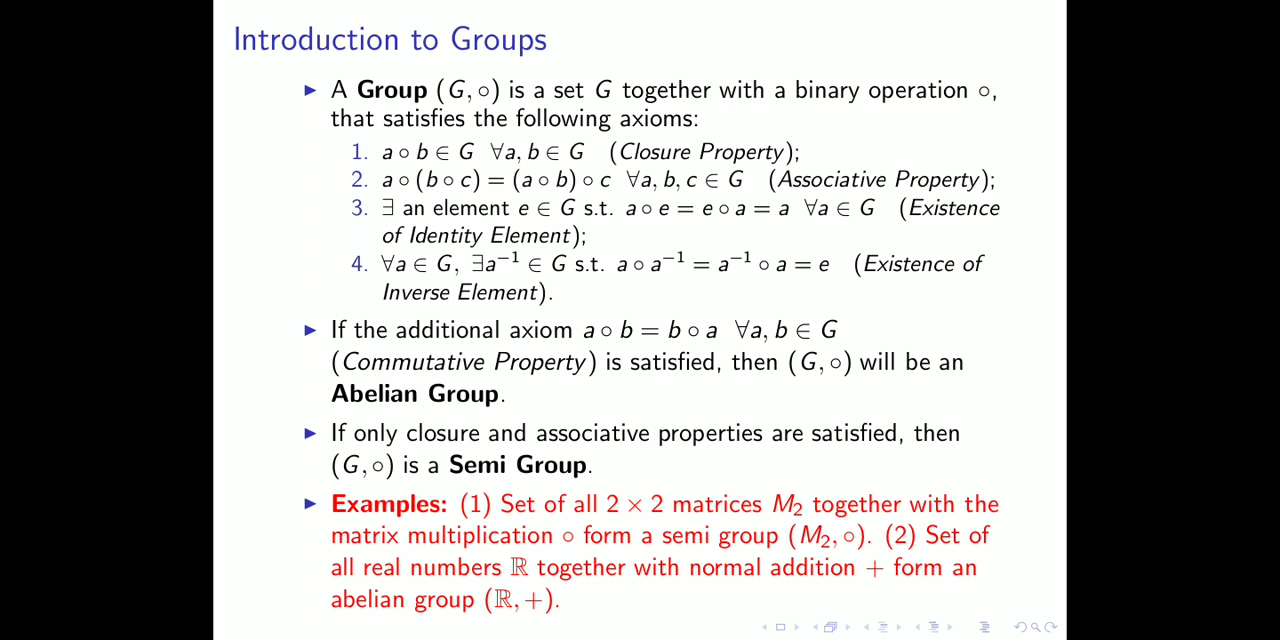 Introduction to Groups
▶ A Group (G, ∘) is a set G together with a binary operation ∘,
that satisfies the following axioms:
1. a ∘ b ∈ G ∀a, b ∈ G (Closure Property);
2. a ∘ (b ∘ c) = (a ∘ b) ∘ c ∀a, b, c ∈ G (Associative Property);
3. ∃ an element e ∈ G s.t. a ∘ e = e ∘ a = a ∀a ∈ G (Existence
of Identity Element);
4. ∀a ∈ G, ∃a⁻¹ ∈ G s.t. a ∘ a⁻¹ = a⁻¹ ∘ a = e (Existence of
Inverse Element).
▶ If the additional axiom a ∘ b = b ∘ a ∀a, b ∈ G
(Commutative Property) is satisfied, then (G, ∘) will be an
Abelian Group.
▶ If only closure and associative properties are satisfied, then
(G, ∘) is a Semi Group.
▶ Examples: (1) Set of all 2 × 2 matrices M₂ together with the
matrix multiplication ∘ form a semi group (M₂, ∘). (2) Set of
all real numbers ℝ together with normal addition + form an
abelian group (ℝ, +).